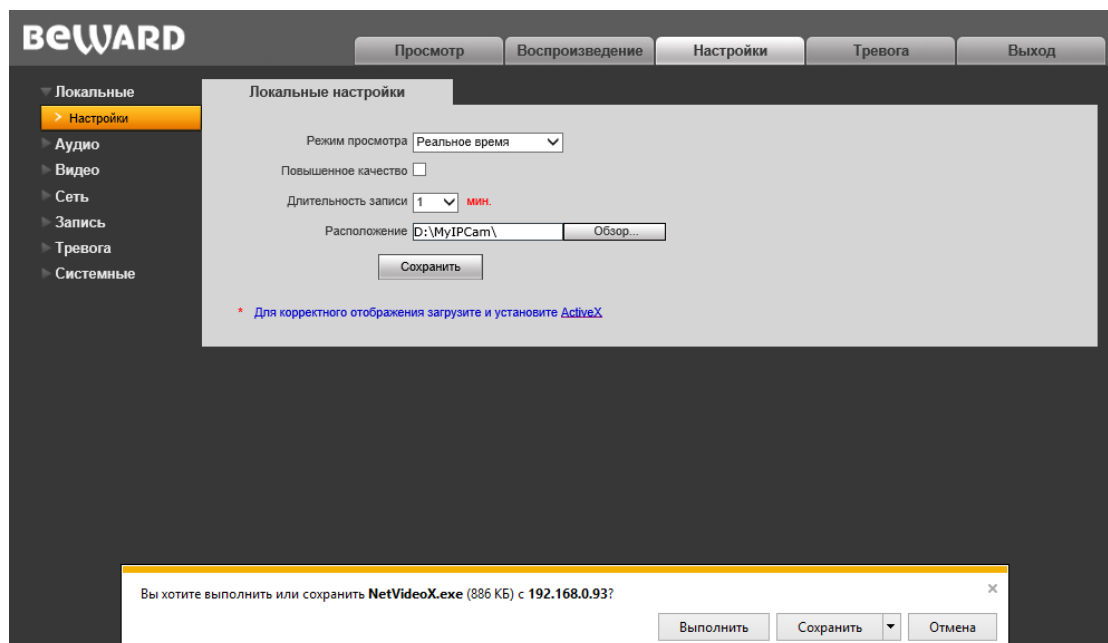 BEWARD
Просмотр Воспроизведение Настройки Тревога Выход
Локальные
> Настройки
Аудио
Видео
Сеть
Запись
Тревога
Системные
Локальные настройки
Режим просмотра Реальное время
Повышенное качество
Длительность записи 1 мин.
Расположение D:\MyIPCam\ Обзор...
Сохранить
* Для корректного отображения загрузите и установите ActiveX
Вы хотите выполнить или сохранить NetVideoX.exe (886 КБ) с 192.168.0.93?
Выполнить Сохранить Отмена